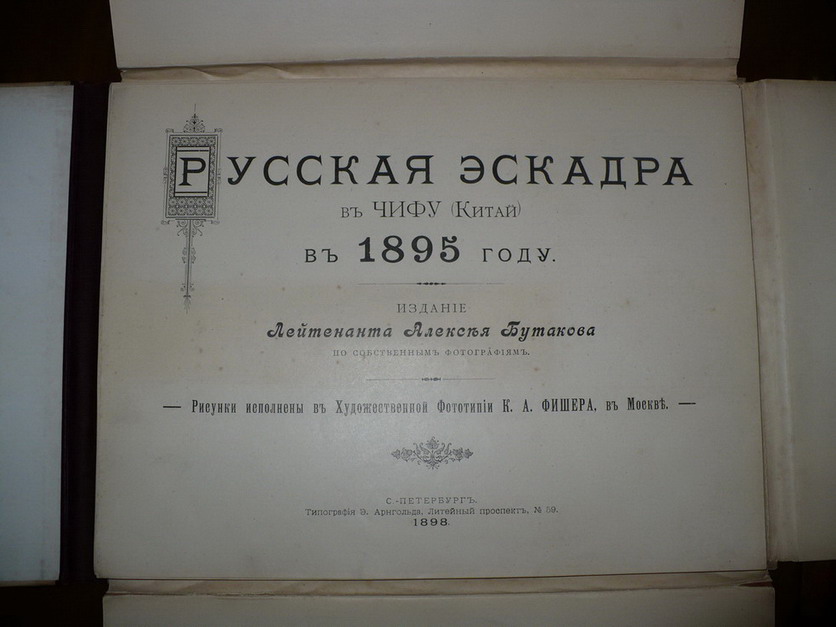 РУССКАЯ ЭСКАДРА
въ ЧИФУ (Китай)
въ 1895 году.
ИЗДАНІЕ
Лейтенанта Алексѣя Бутакова
по собственнымъ фотографіямъ.
— Рисунки исполнены въ Художественной Фототипіи К. А. ФИШЕРА, въ Москвѣ. —
С.-ПЕТЕРБУРГЪ.
Типографія Э. Арнгольда, Литейный проспектъ, № 59.
1898.